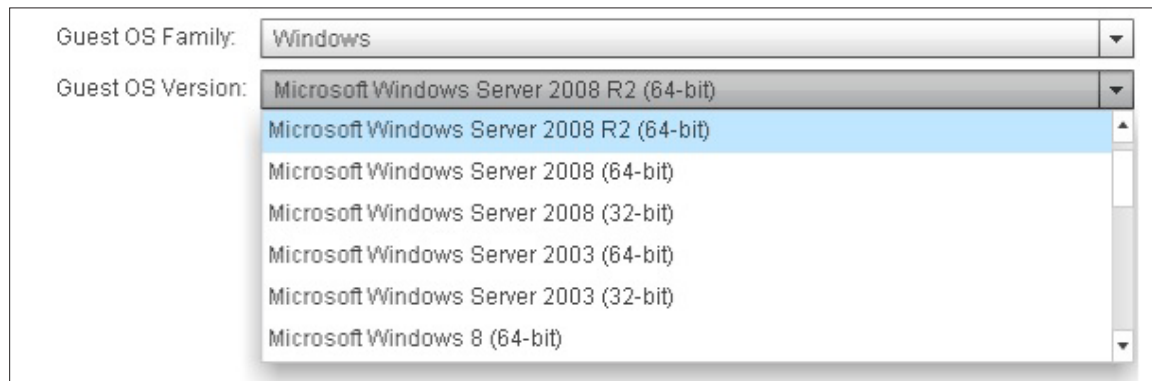 Guest OS Family: Windows
Guest OS Version: Microsoft Windows Server 2008 R2 (64-bit)
Microsoft Windows Server 2008 R2 (64-bit)
Microsoft Windows Server 2008 (64-bit)
Microsoft Windows Server 2008 (32-bit)
Microsoft Windows Server 2003 (64-bit)
Microsoft Windows Server 2003 (32-bit)
Microsoft Windows 8 (64-bit)